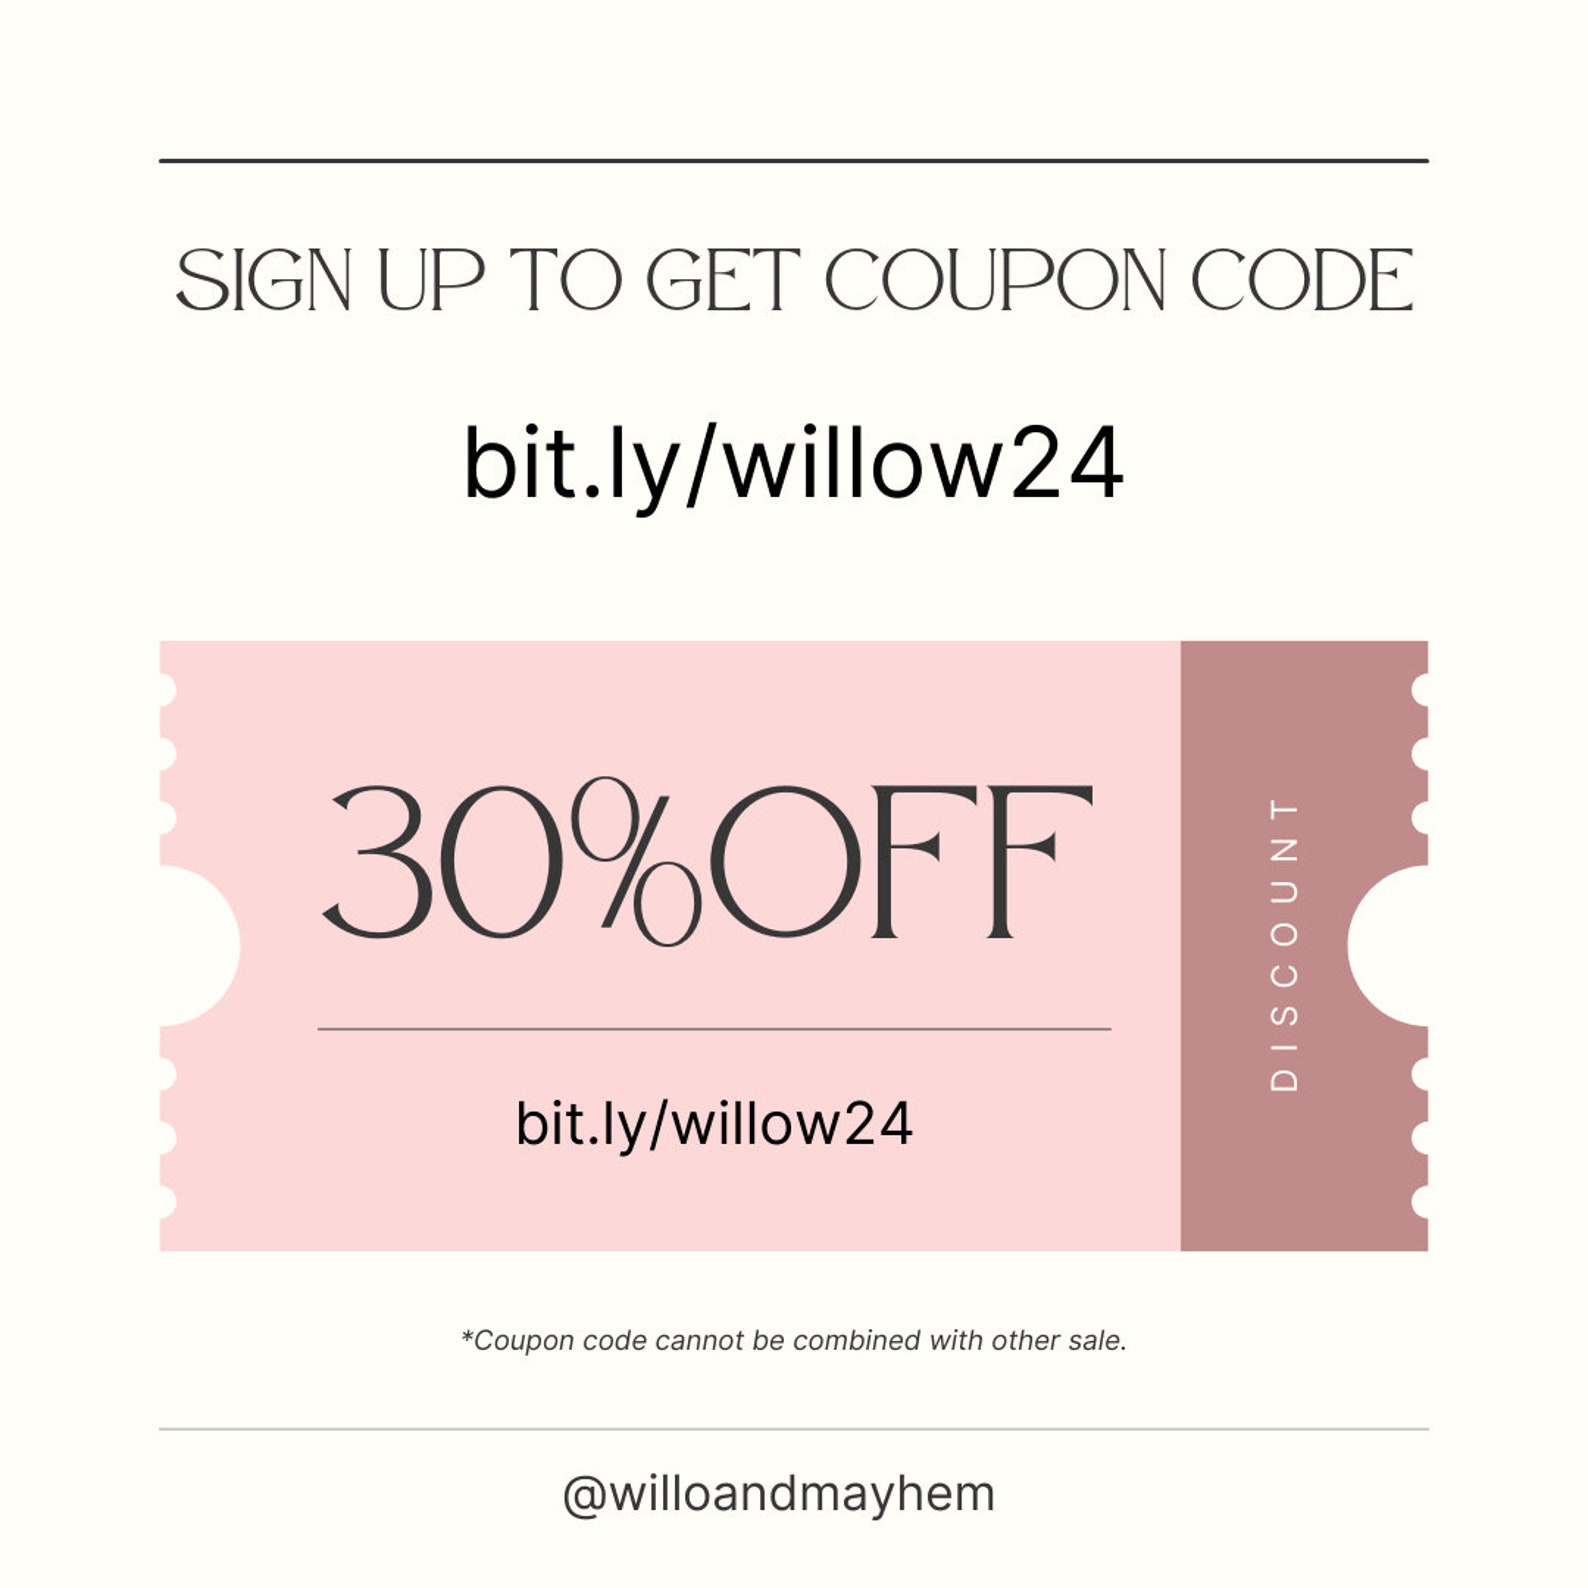 SIGN UP TO GET COUPON CODE
bit.ly/willow24
30%OFF
bit.ly/willow24
DISCOUNT
*Coupon code cannot be combined with other sale.
@willoandmayhem